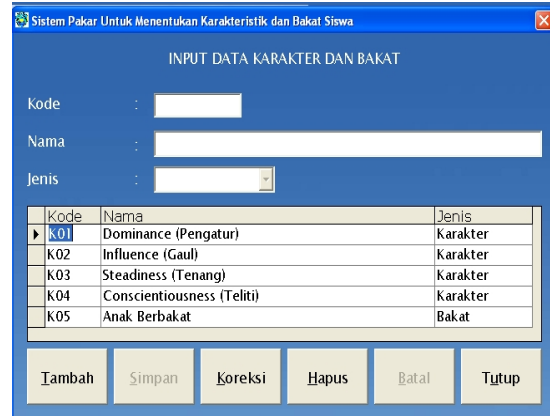 Sistem Pakar Untuk Menentukan Karakteristik dan Bakat Siswa
INPUT DATA KARAKTER DAN BAKAT
Kode :
Nama :
Jenis :
Kode Nama Jenis
K01 Dominance (Pengatur) Karakter
K02 Influence (Gaul) Karakter
K03 Steadiness (Tenang) Karakter
K04 Conscientiousness (Teliti) Karakter
K05 Anak Berbakat Bakat
Tambah Simpan Koreksi Hapus Batal Tutup